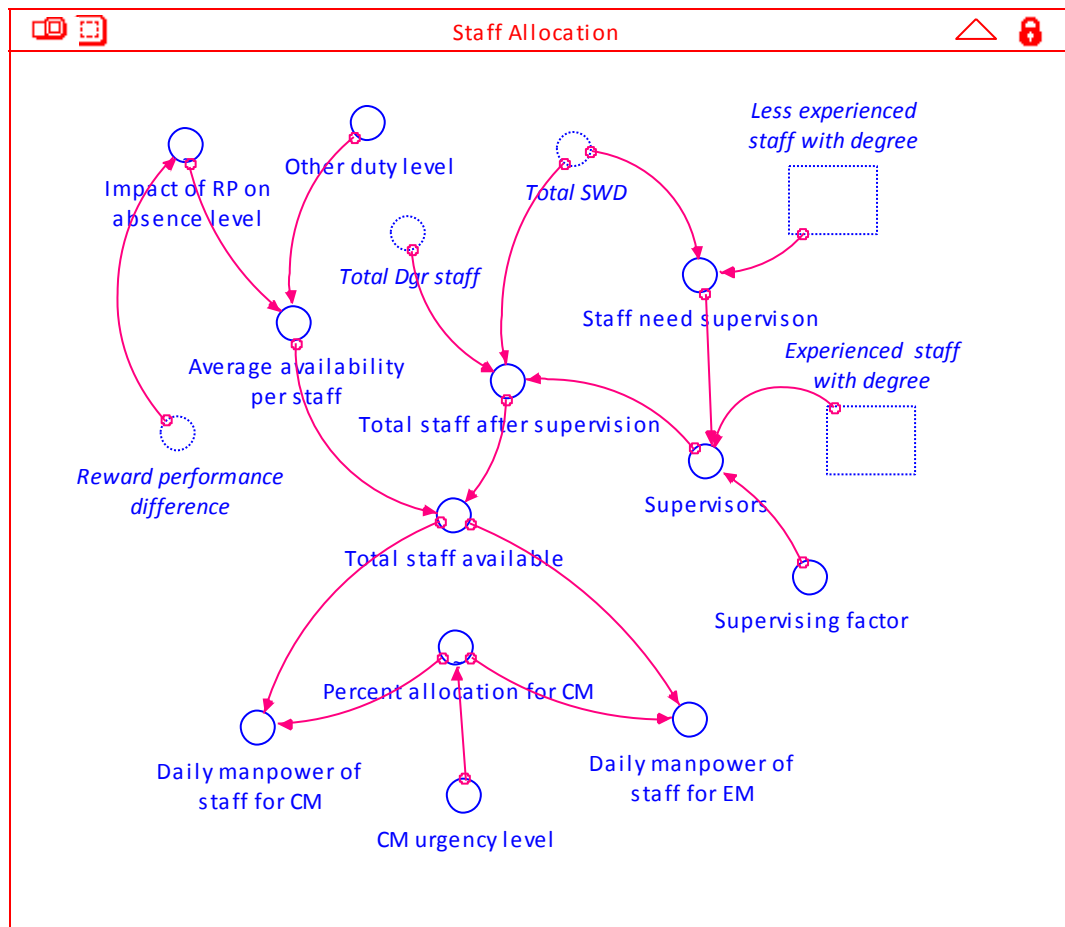 Staff Allocation
Less experienced
staff with degree
Other duty level
Impact of RP on
absence level
Total SWD
Total Dgr staff
Staff need supervison
Experienced staff
with degree
Average availability
per staff
Total staff after supervision
Reward performance
difference
Supervisors
Total staff available
Supervising factor
Percent allocation for CM
Daily manpower of
staff for CM
Daily manpower of
staff for EM
CM urgency level